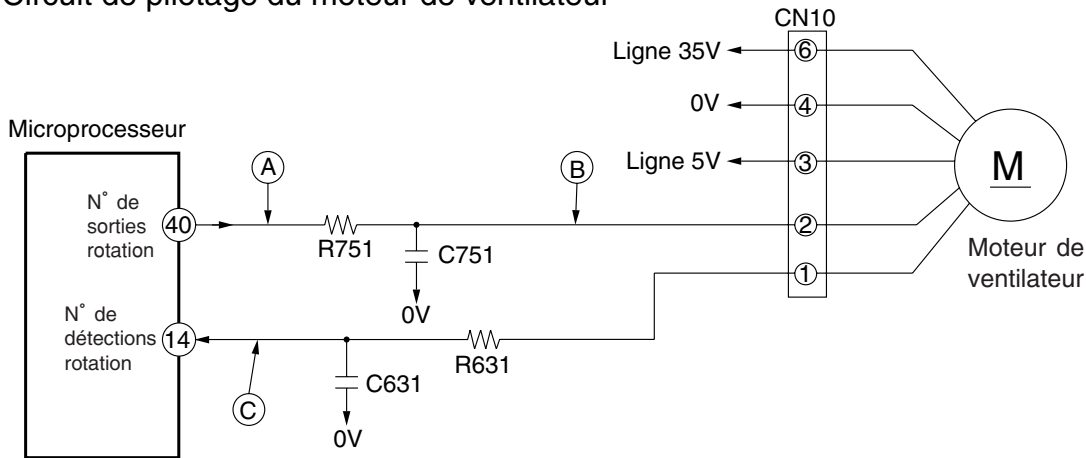 Circuit de pilotage du moteur de ventilateur
CN10
Ligne 35V
6
0V
4
Microprocesseur
Ligne 5V
3
M
A
B
N° de
sorties
rotation
40
R751
C751
2
Moteur de
ventilateur
1
0V
N° de
détections
rotation
14
R631
C631
C
0V